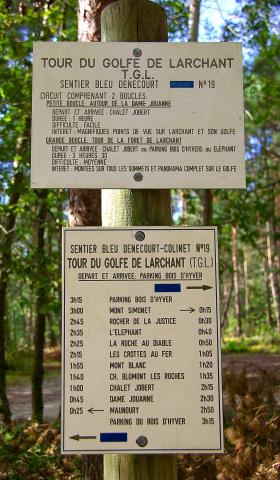 TOUR DU GOLFE DE LARCHANT
T.G.L.
SENTIER BLEU DENECOURT N°19
CIRCUIT COMPRENANT 2 BOUCLES:
PETITE BOUCLE AUTOUR DE LA DAME JOUANNE
DEPART ET ARRIVEE: CHALET JOBERT
DUREE: 1 HEURE
DIFFICULTE: FACILE
INTERET: MAGNIFIQUES POINTS DE VUE SUR LARCHANT ET SON GOLFE
GRANDE BOUCLE TOUR DE LA FORET DE LARCHANT
DEPART ET ARRIVEE CHALET JOBERT OU PARKING BOIS D'HYVERS OU ELEPHANT
DUREE: 3 HEURES 30
DIFFICULTE: MOYENNE
INTERET: MONTEES SUR TOUS LES SOMMETS ET PANORAMA COMPLET SUR LE GOLFE
SENTIER BLEU DENECOURT-COLINET N°19
TOUR DU GOLFE DE LARCHANT (T.G.L.)
DEPART ET ARRIVEE: PARKING BOIS D'HYVER
3H15 PARKING BOIS D'HYVER
3H00 MONT SIMONET → 0H15
2H45 ROCHER DE LA JUSTICE 0H30
2H35 L'ELEPHANT 0H40
2H25 LA ROCHE AU DIABLE 0H50
2H15 LES CROTTES AU FER 1H05
1H55 MONT BLANC 1H20
1H40 CH. BLOMONT LES ROCHES 1H35
1H00 CHALET JOBERT 2H15
0H45 DAME JOUANNE 2H30
0H25 ← MAUNOURY 2H50
PARKING DU BOIS D'HYVER 3H15